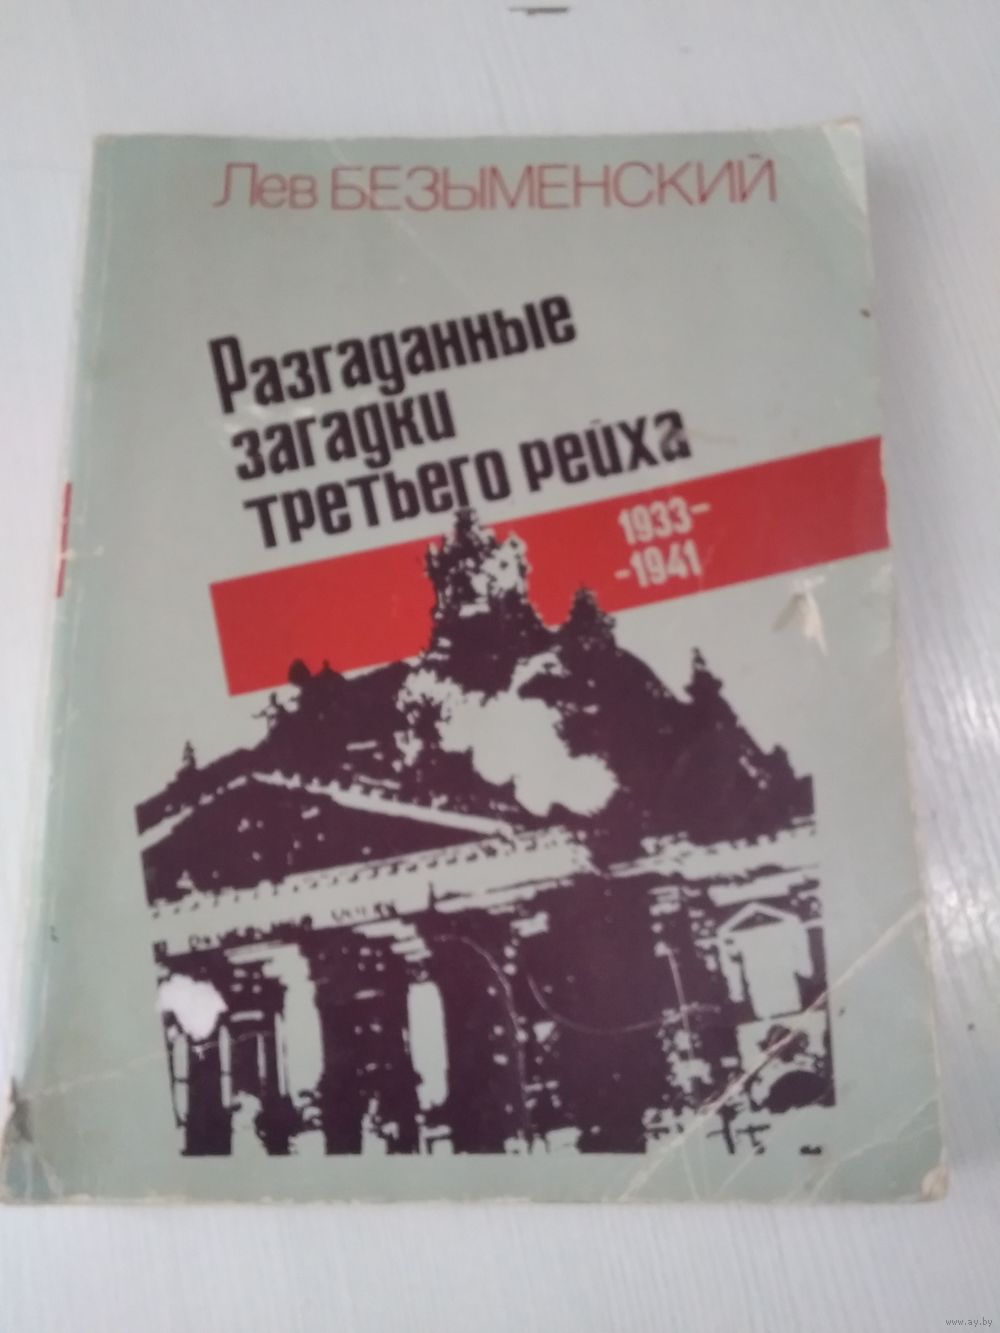 Лев БЕЗЫМЕНСКИЙ
Разгаданные
загадки
третьего рейха
1933-
-1941
www.ay.by